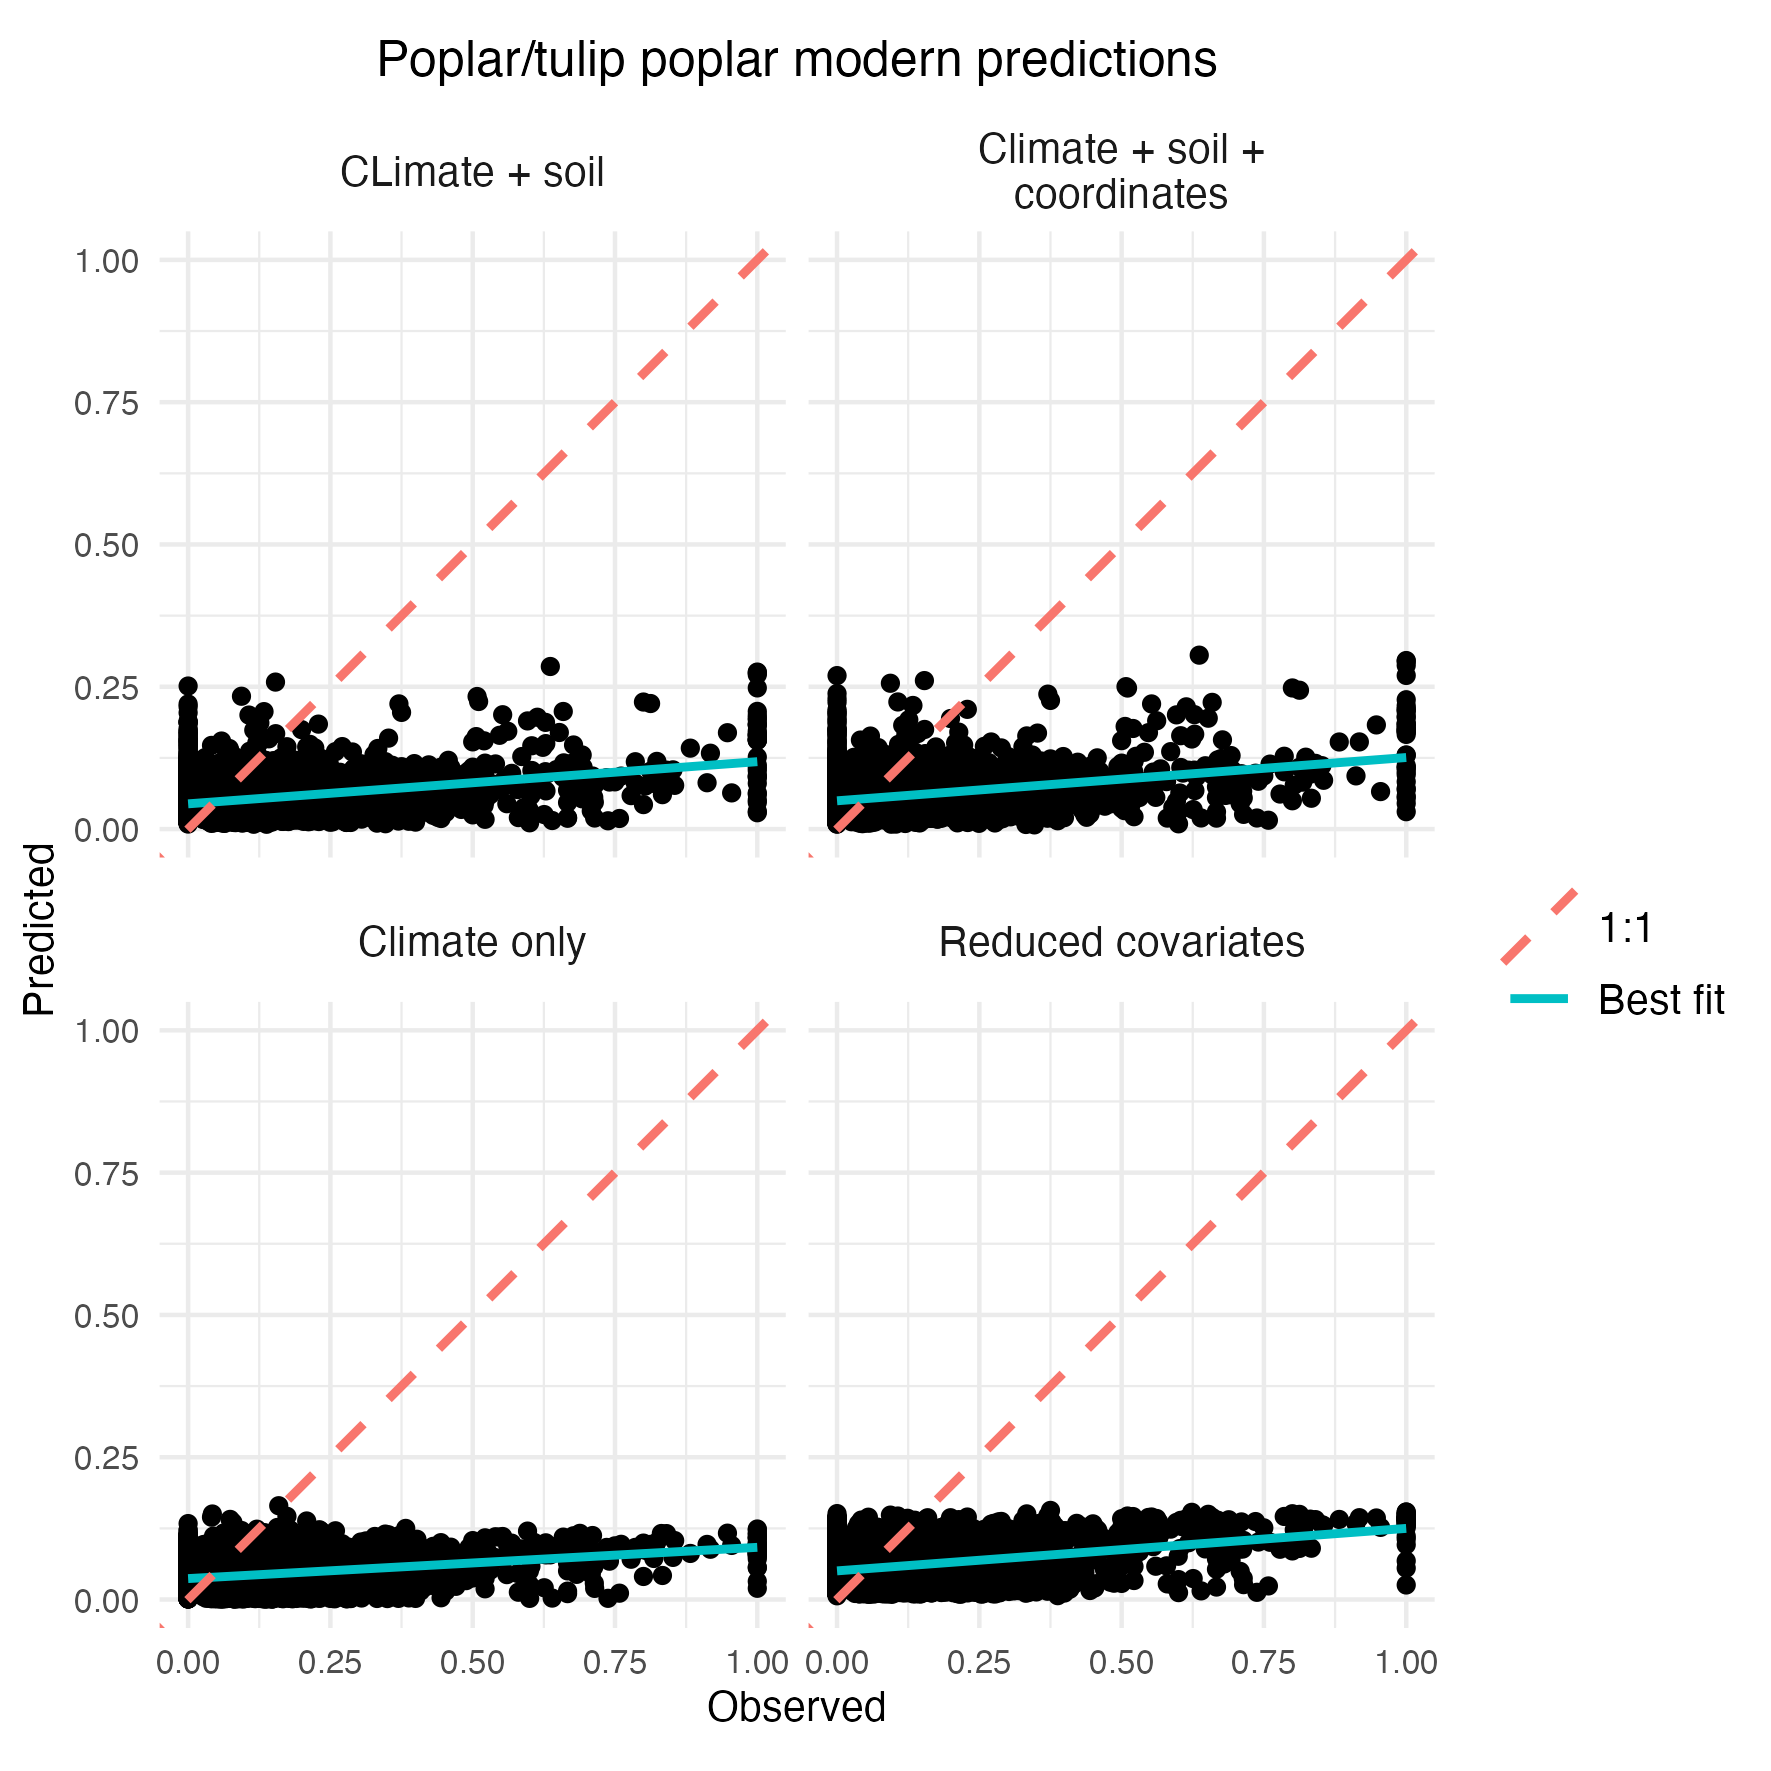 Poplar/tulip poplar modern predictions
CLimate + soil
Climate + soil +
coordinates
1.00
0.75
0.50
0.25
0.00
Climate only
Reduced covariates
1.00
0.75
0.50
0.25
0.00
0.00 0.25 0.50 0.75 1.00
0.00 0.25 0.50 0.75 1.00
Observed
Predicted
1:1
Best fit